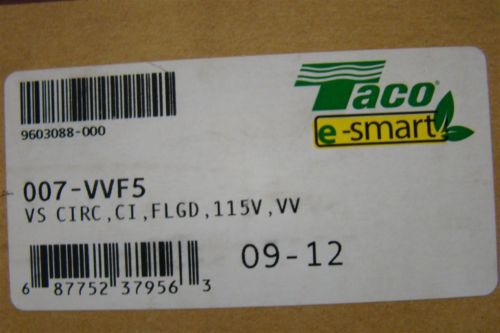 Taco®
e-smart
9603088-000
007-VVF5
VS CIRC,CI,FLGD,115V,VV
09-12
6 87752 37956 3